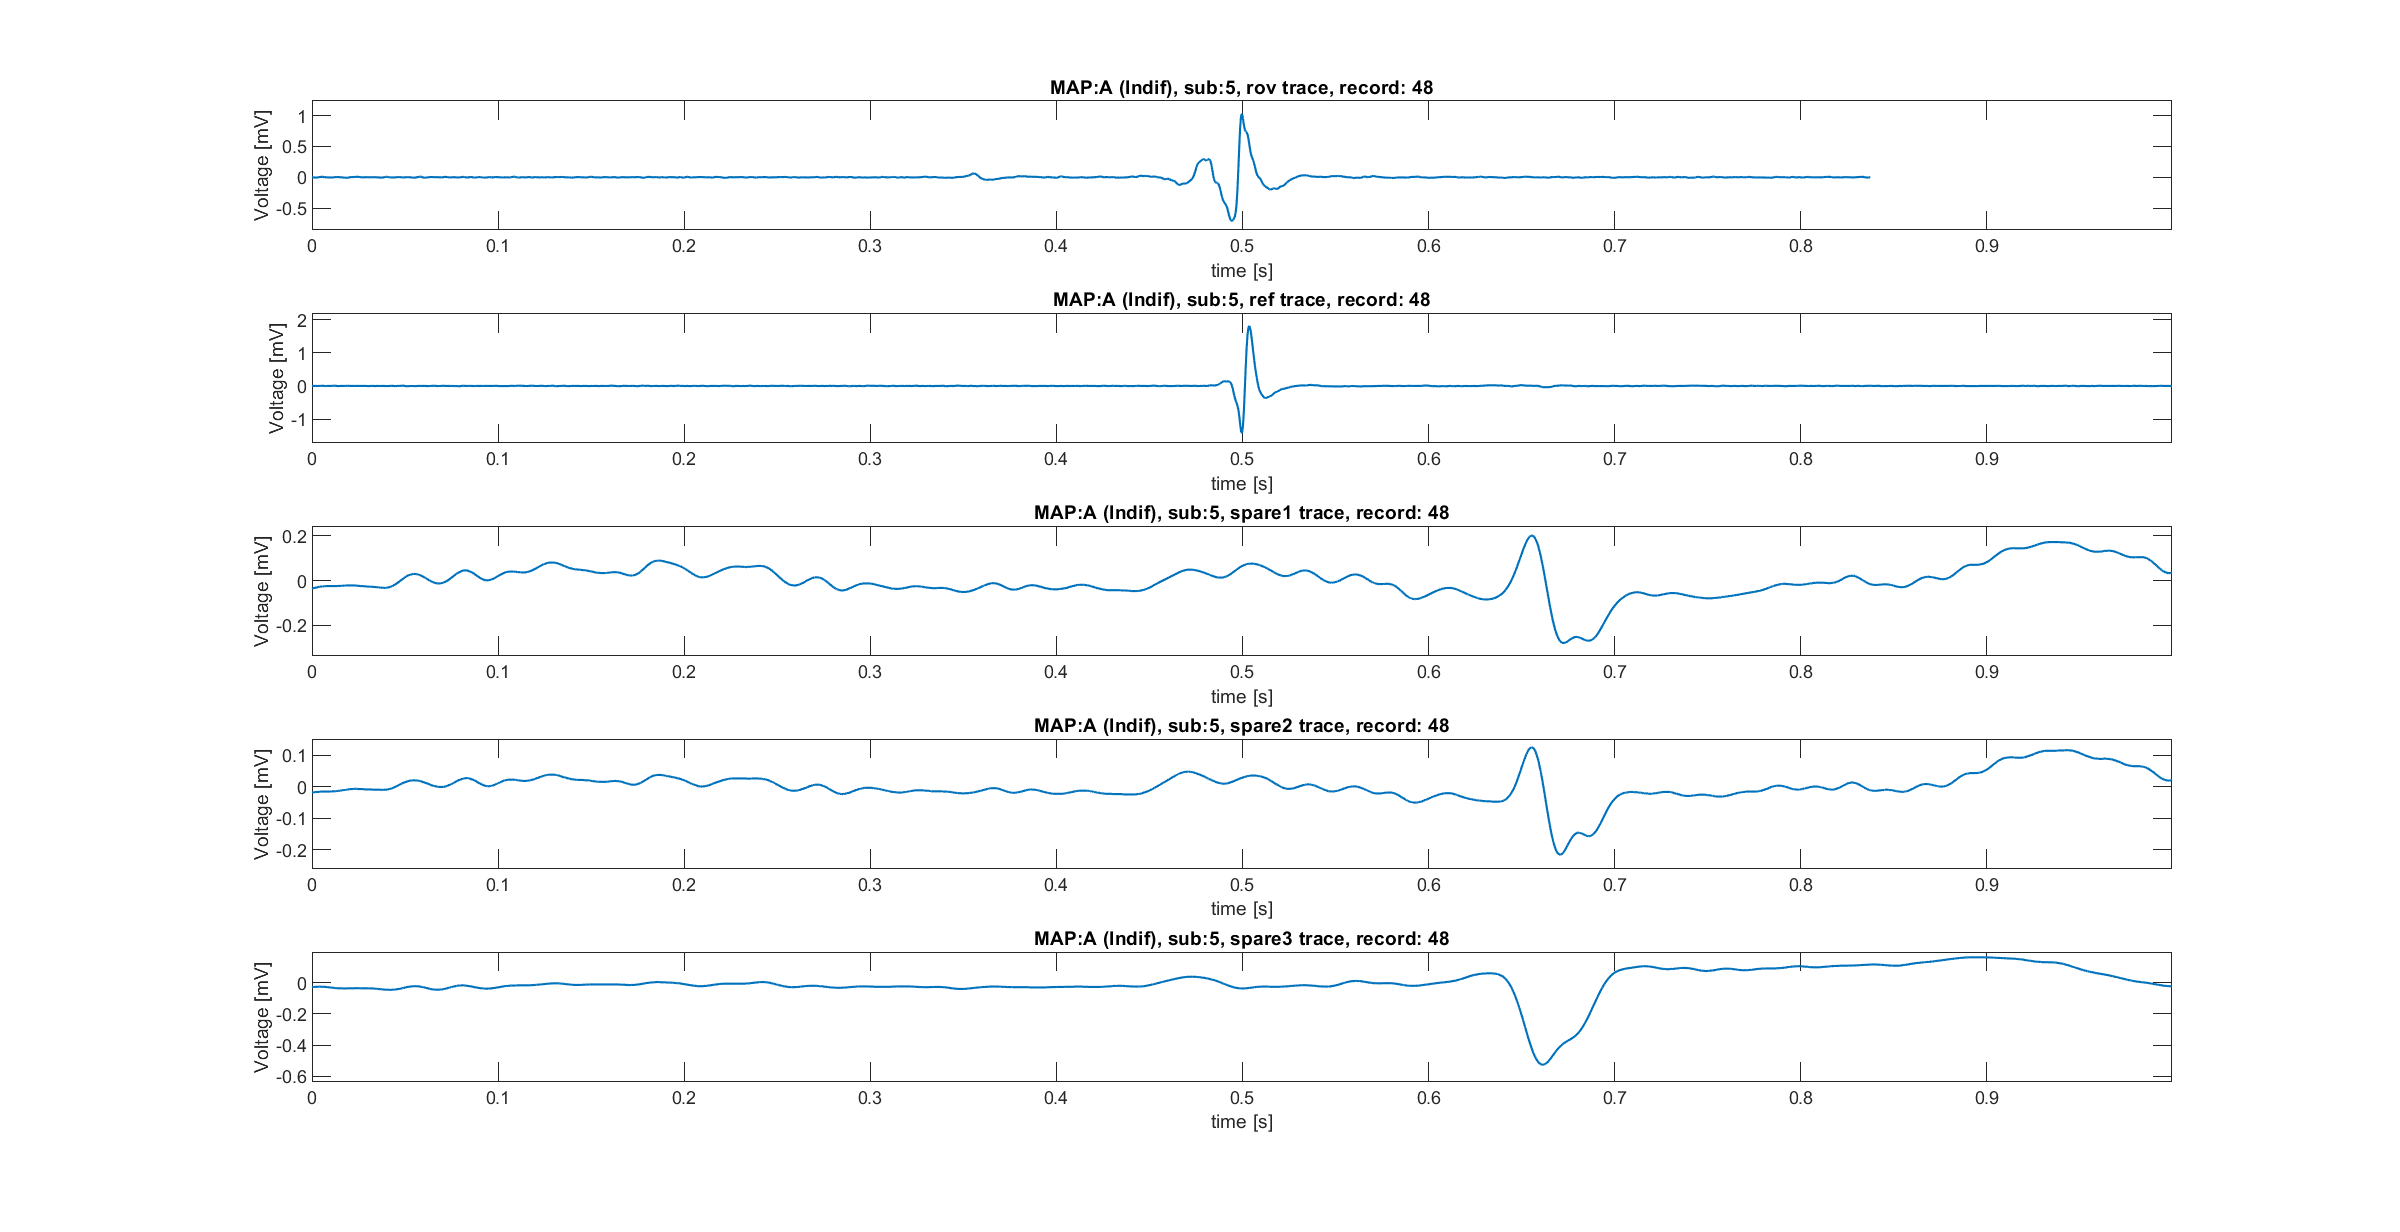 MAP:A (Indif), sub:5, rov trace, record: 48
Voltage [mV]
1
0.5
0
-0.5
0 0.1 0.2 0.3 0.4 0.5 0.6 0.7 0.8 0.9
time [s]
MAP:A (Indif), sub:5, ref trace, record: 48
Voltage [mV]
2
1
0
-1
0 0.1 0.2 0.3 0.4 0.5 0.6 0.7 0.8 0.9
time [s]
MAP:A (Indif), sub:5, spare1 trace, record: 48
Voltage [mV]
0.2
0
-0.2
0 0.1 0.2 0.3 0.4 0.5 0.6 0.7 0.8 0.9
time [s]
MAP:A (Indif), sub:5, spare2 trace, record: 48
Voltage [mV]
0.1
0
-0.1
-0.2
0 0.1 0.2 0.3 0.4 0.5 0.6 0.7 0.8 0.9
time [s]
MAP:A (Indif), sub:5, spare3 trace, record: 48
Voltage [mV]
0
-0.2
-0.4
-0.6
0 0.1 0.2 0.3 0.4 0.5 0.6 0.7 0.8 0.9
time [s]